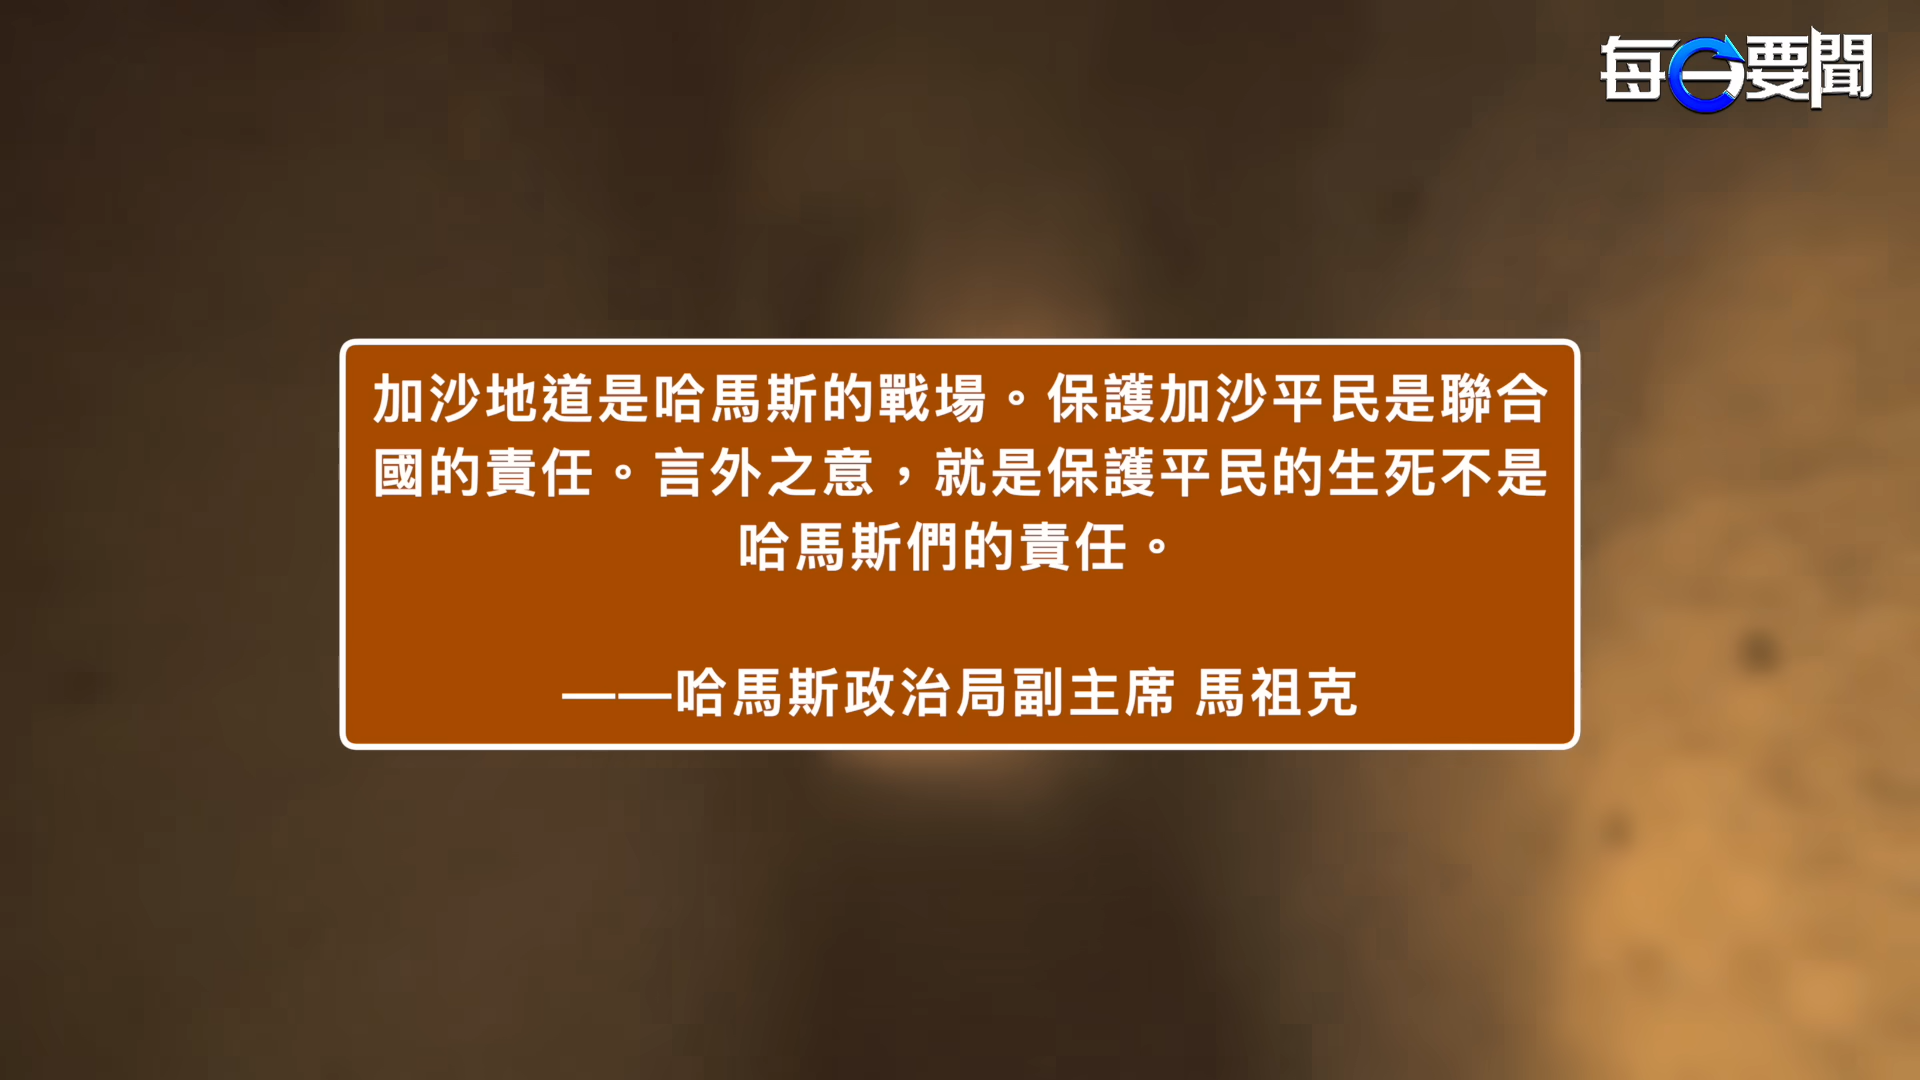 每日要聞
加沙地道是哈馬斯的戰場。保護加沙平民是聯合
國的責任。言外之意，就是保護平民的生死不是
哈馬斯們的責任。
——哈馬斯政治局副主席 馬祖克